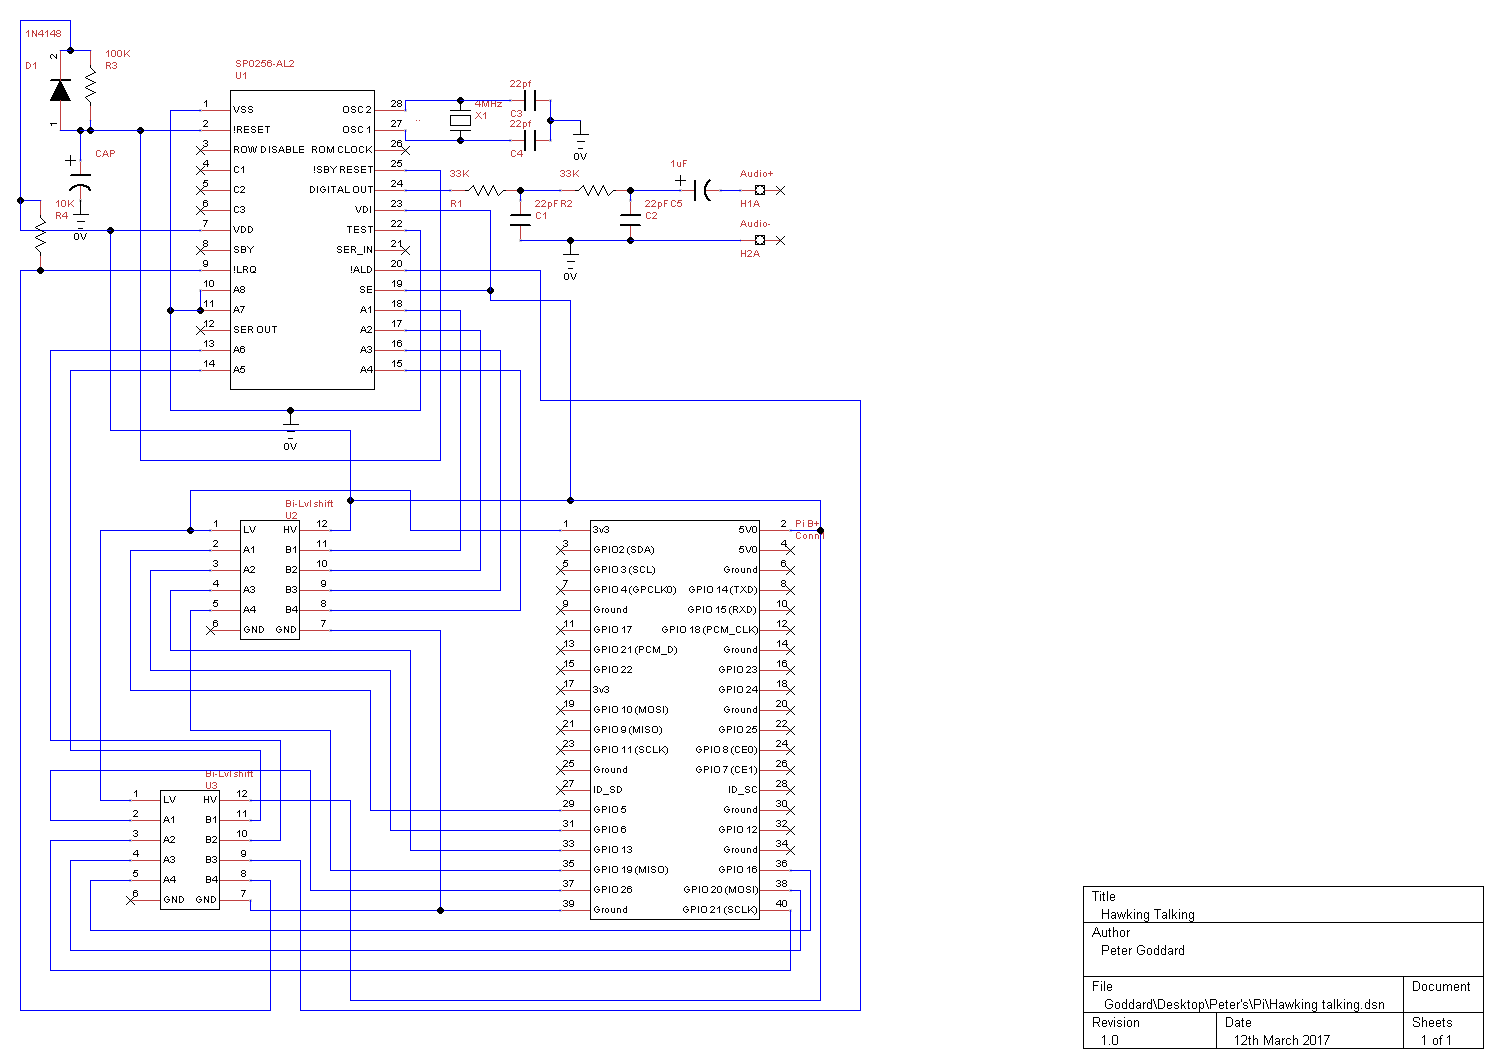 1N4148
D1
2
1
100K
R3
CAP
+
0V
10K
R4
SP0256-AL2
U1
1 VSS OSC 2 28
2 !RESET OSC 1 27
3 ROW DISABLE ROM CLOCK 26
4 C1 !SBY RESET 25
5 C2 DIGITAL OUT 24
6 C3 VDI 23
7 VDD TEST 22
8 SBY SER_IN 21
9 !LRQ !ALD 20
10 A8 SE 19
11 A7 A1 18
12 SER OUT A2 17
13 A6 A3 16
14 A5 A4 15
0V
4MHz
X1
22pf
C3
22pf
C4
0V
33K
R1
22pF
C1
33K
R2
22pF
C2
1uF
+
C5
0V
Audio+
H1A
Audio-
H2A
Bi-Lvl shift
U2
1 LV HV 12
2 A1 B1 11
3 A2 B2 10
4 A3 B3 9
5 A4 B4 8
6 GND GND 7
Bi-Lvl shift
U3
1 LV HV 12
2 A1 B1 11
3 A2 B2 10
4 A3 B3 9
5 A4 B4 8
6 GND GND 7
Pi B+
Conn1
1 3v3 5V0 2
3 GPIO2 (SDA) 5V0 4
5 GPIO 3 (SCL) Ground 6
7 GPIO 4 (GPCLK0) GPIO 14 (TXD) 8
9 Ground GPIO 15 (RXD) 10
11 GPIO 17 GPIO 18 (PCM_CLK) 12
13 GPIO 21 (PCM_D) Ground 14
15 GPIO 22 GPIO 23 16
17 3v3 GPIO 24 18
19 GPIO 10 (MOSI) Ground 20
21 GPIO 9 (MISO) GPIO 25 22
23 GPIO 11 (SCLK) GPIO 8 (CE0) 24
25 Ground GPIO 7 (CE1) 26
27 ID_SD ID_SC 28
29 GPIO 5 Ground 30
31 GPIO 6 GPIO 12 32
33 GPIO 13 Ground 34
35 GPIO 19 (MISO) GPIO 16 36
37 GPIO 26 GPIO 20 (MOSI) 38
39 Ground GPIO 21 (SCLK) 40
Title
Hawking Talking
Author
Peter Goddard
File
Goddard\Desktop\Peter's\Pi\Hawking talking.dsn
Document
Revision
1.0
Date
12th March 2017
Sheets
1 of 1